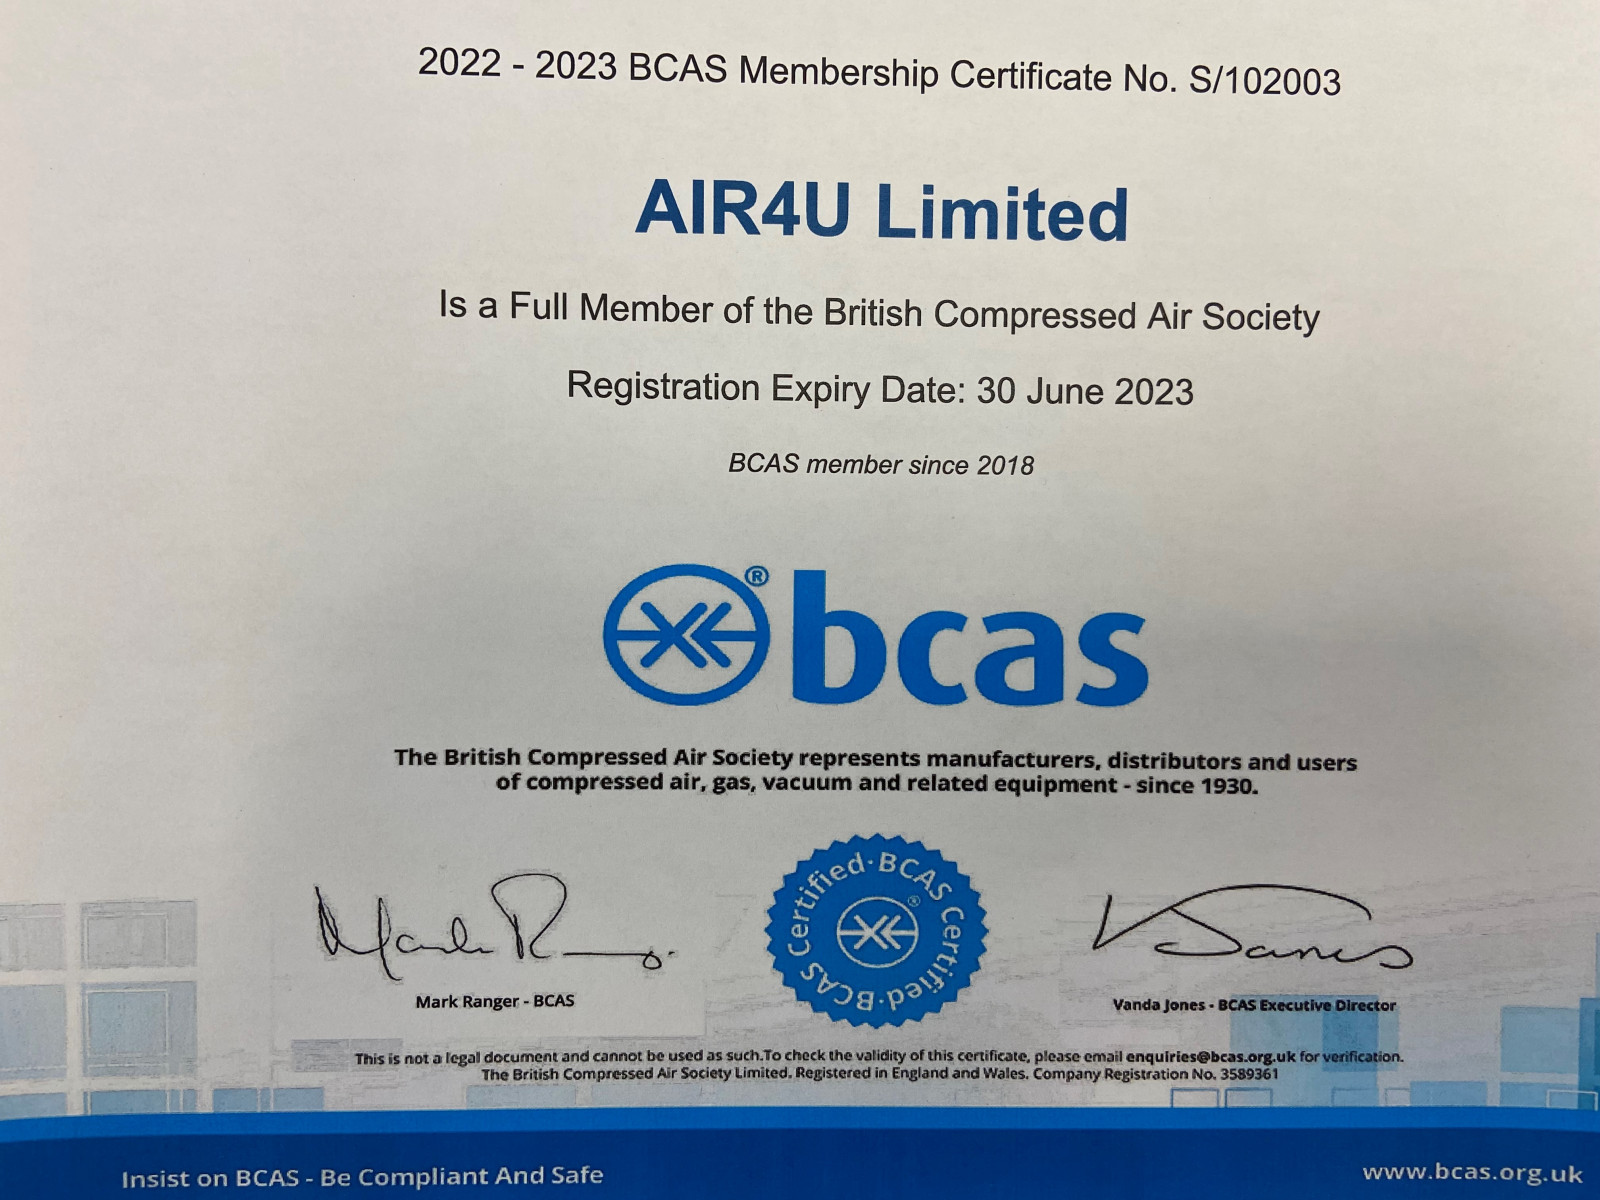 2022 - 2023 BCAS Membership Certificate No. S/102003
AIR4U Limited
Is a Full Member of the British Compressed Air Society
Registration Expiry Date: 30 June 2023
BCAS member since 2018
®bcas
The British Compressed Air Society represents manufacturers, distributors and users
of compressed air, gas, vacuum and related equipment - since 1930.
Mark Ranger
BCAS Certified·BCAS Certified·
®
V Jones
Mark Ranger - BCAS
Vanda Jones - BCAS Executive Director
This is not a legal document and cannot be used as such.To check the validity of this certificate, please email enquiries@bcas.org.uk for verification.
The British Compressed Air Society Limited. Registered in England and Wales. Company Registration No. 3589361
Insist on BCAS - Be Compliant And Safe
www.bcas.org.uk